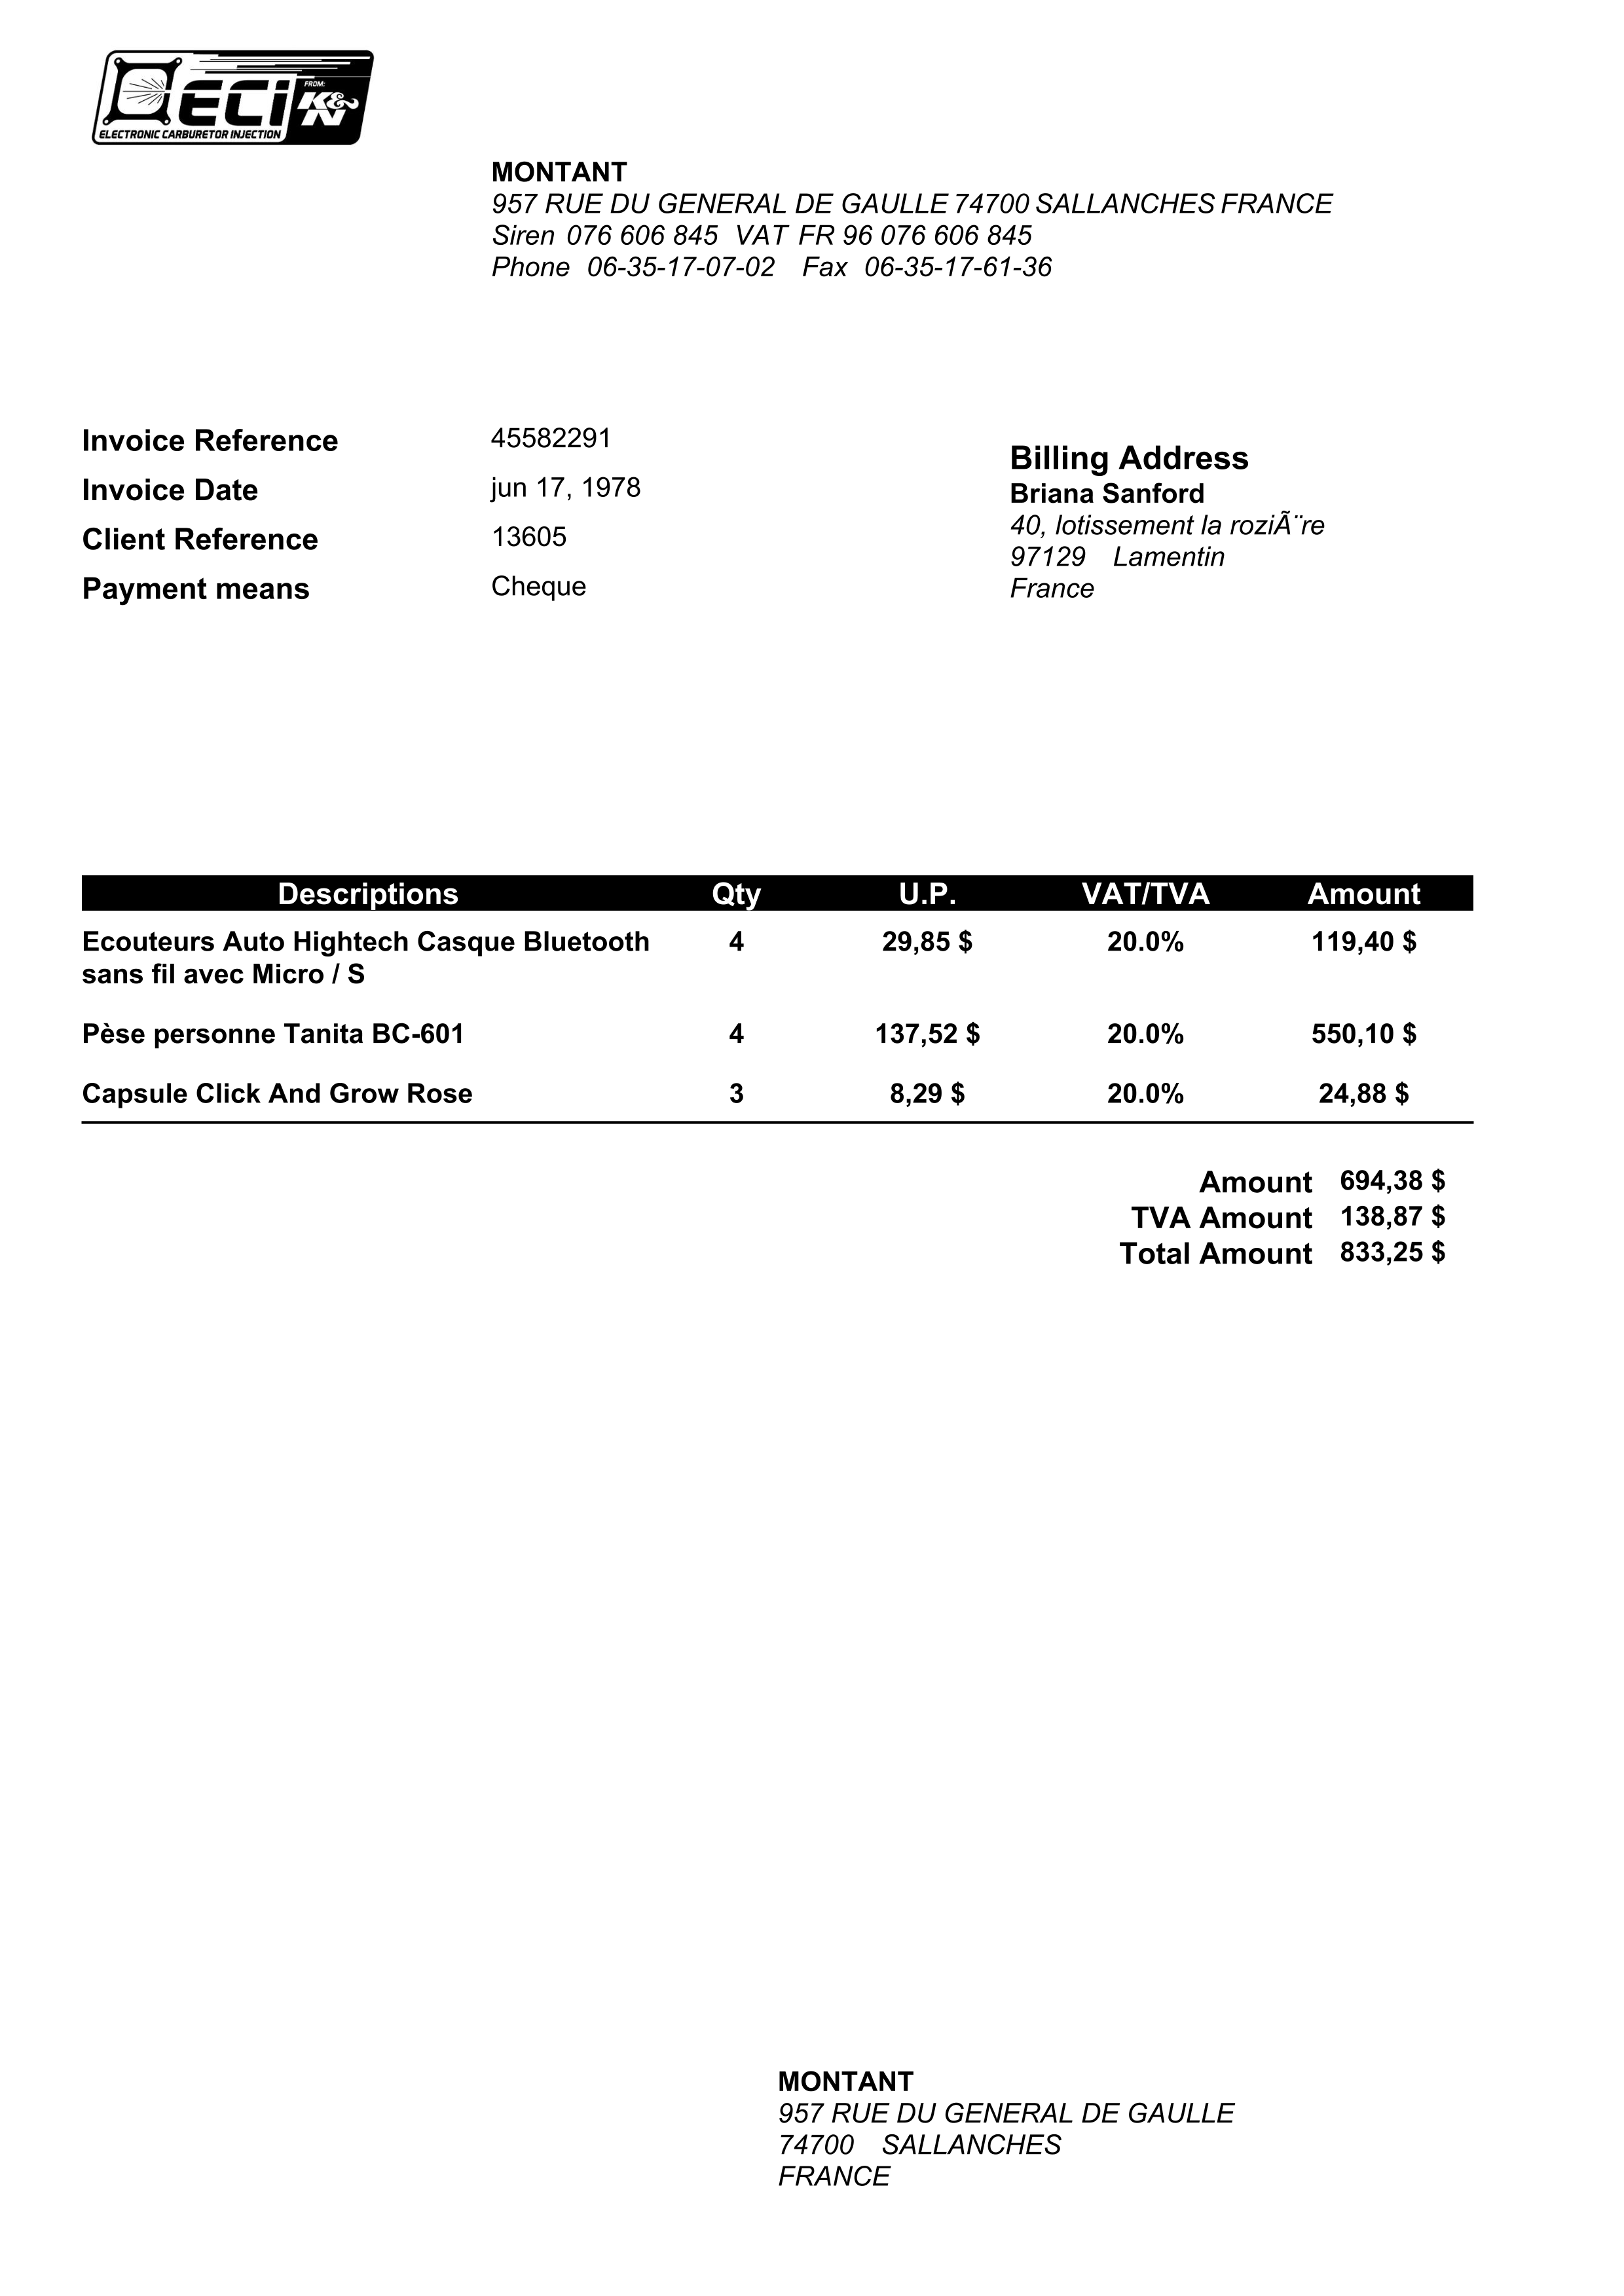 ECi
FROM:
K&N
ELECTRONIC CARBURETOR INJECTION
MONTANT
957 RUE DU GENERAL DE GAULLE 74700 SALLANCHES FRANCE
Siren 076 606 845 VAT FR 96 076 606 845
Phone 06-35-17-07-02 Fax 06-35-17-61-36
Invoice Reference 45582291
Invoice Date jun 17, 1978
Client Reference 13605
Payment means Cheque
Billing Address
Briana Sanford
40, lotissement la roziÃ¨re
97129 Lamentin
France
Descriptions Qty U.P. VAT/TVA Amount
Ecouteurs Auto Hightech Casque Bluetooth 4 29,85 $ 20.0% 119,40 $
sans fil avec Micro / S
Pèse personne Tanita BC-601 4 137,52 $ 20.0% 550,10 $
Capsule Click And Grow Rose 3 8,29 $ 20.0% 24,88 $
Amount 694,38 $
TVA Amount 138,87 $
Total Amount 833,25 $
MONTANT
957 RUE DU GENERAL DE GAULLE
74700 SALLANCHES
FRANCE